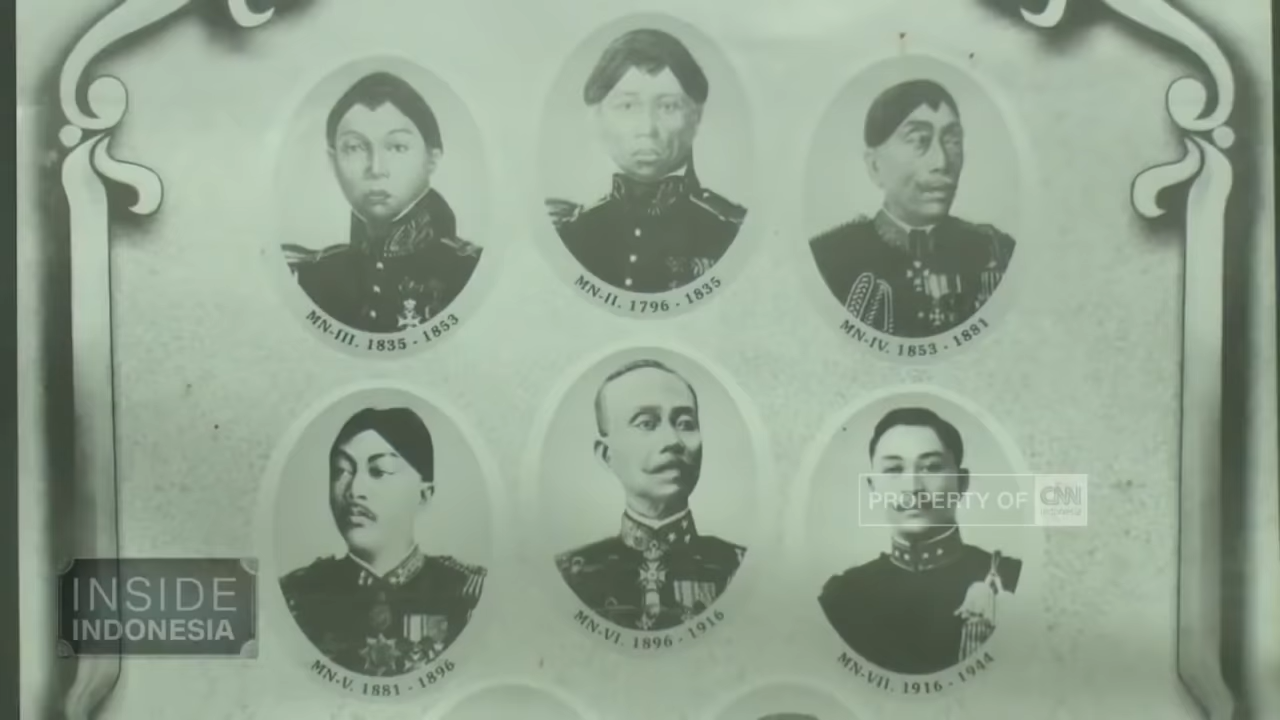 MN-II. 1796 - 1835
MN-III. 1835 - 1853
MN-IV. 1853 - 1881
MN-V. 1881 - 1896
MN-VI. 1896 - 1916
MN-VII. 1916 - 1944
PROPERTY OF CNN
INSIDE
INDONESIA